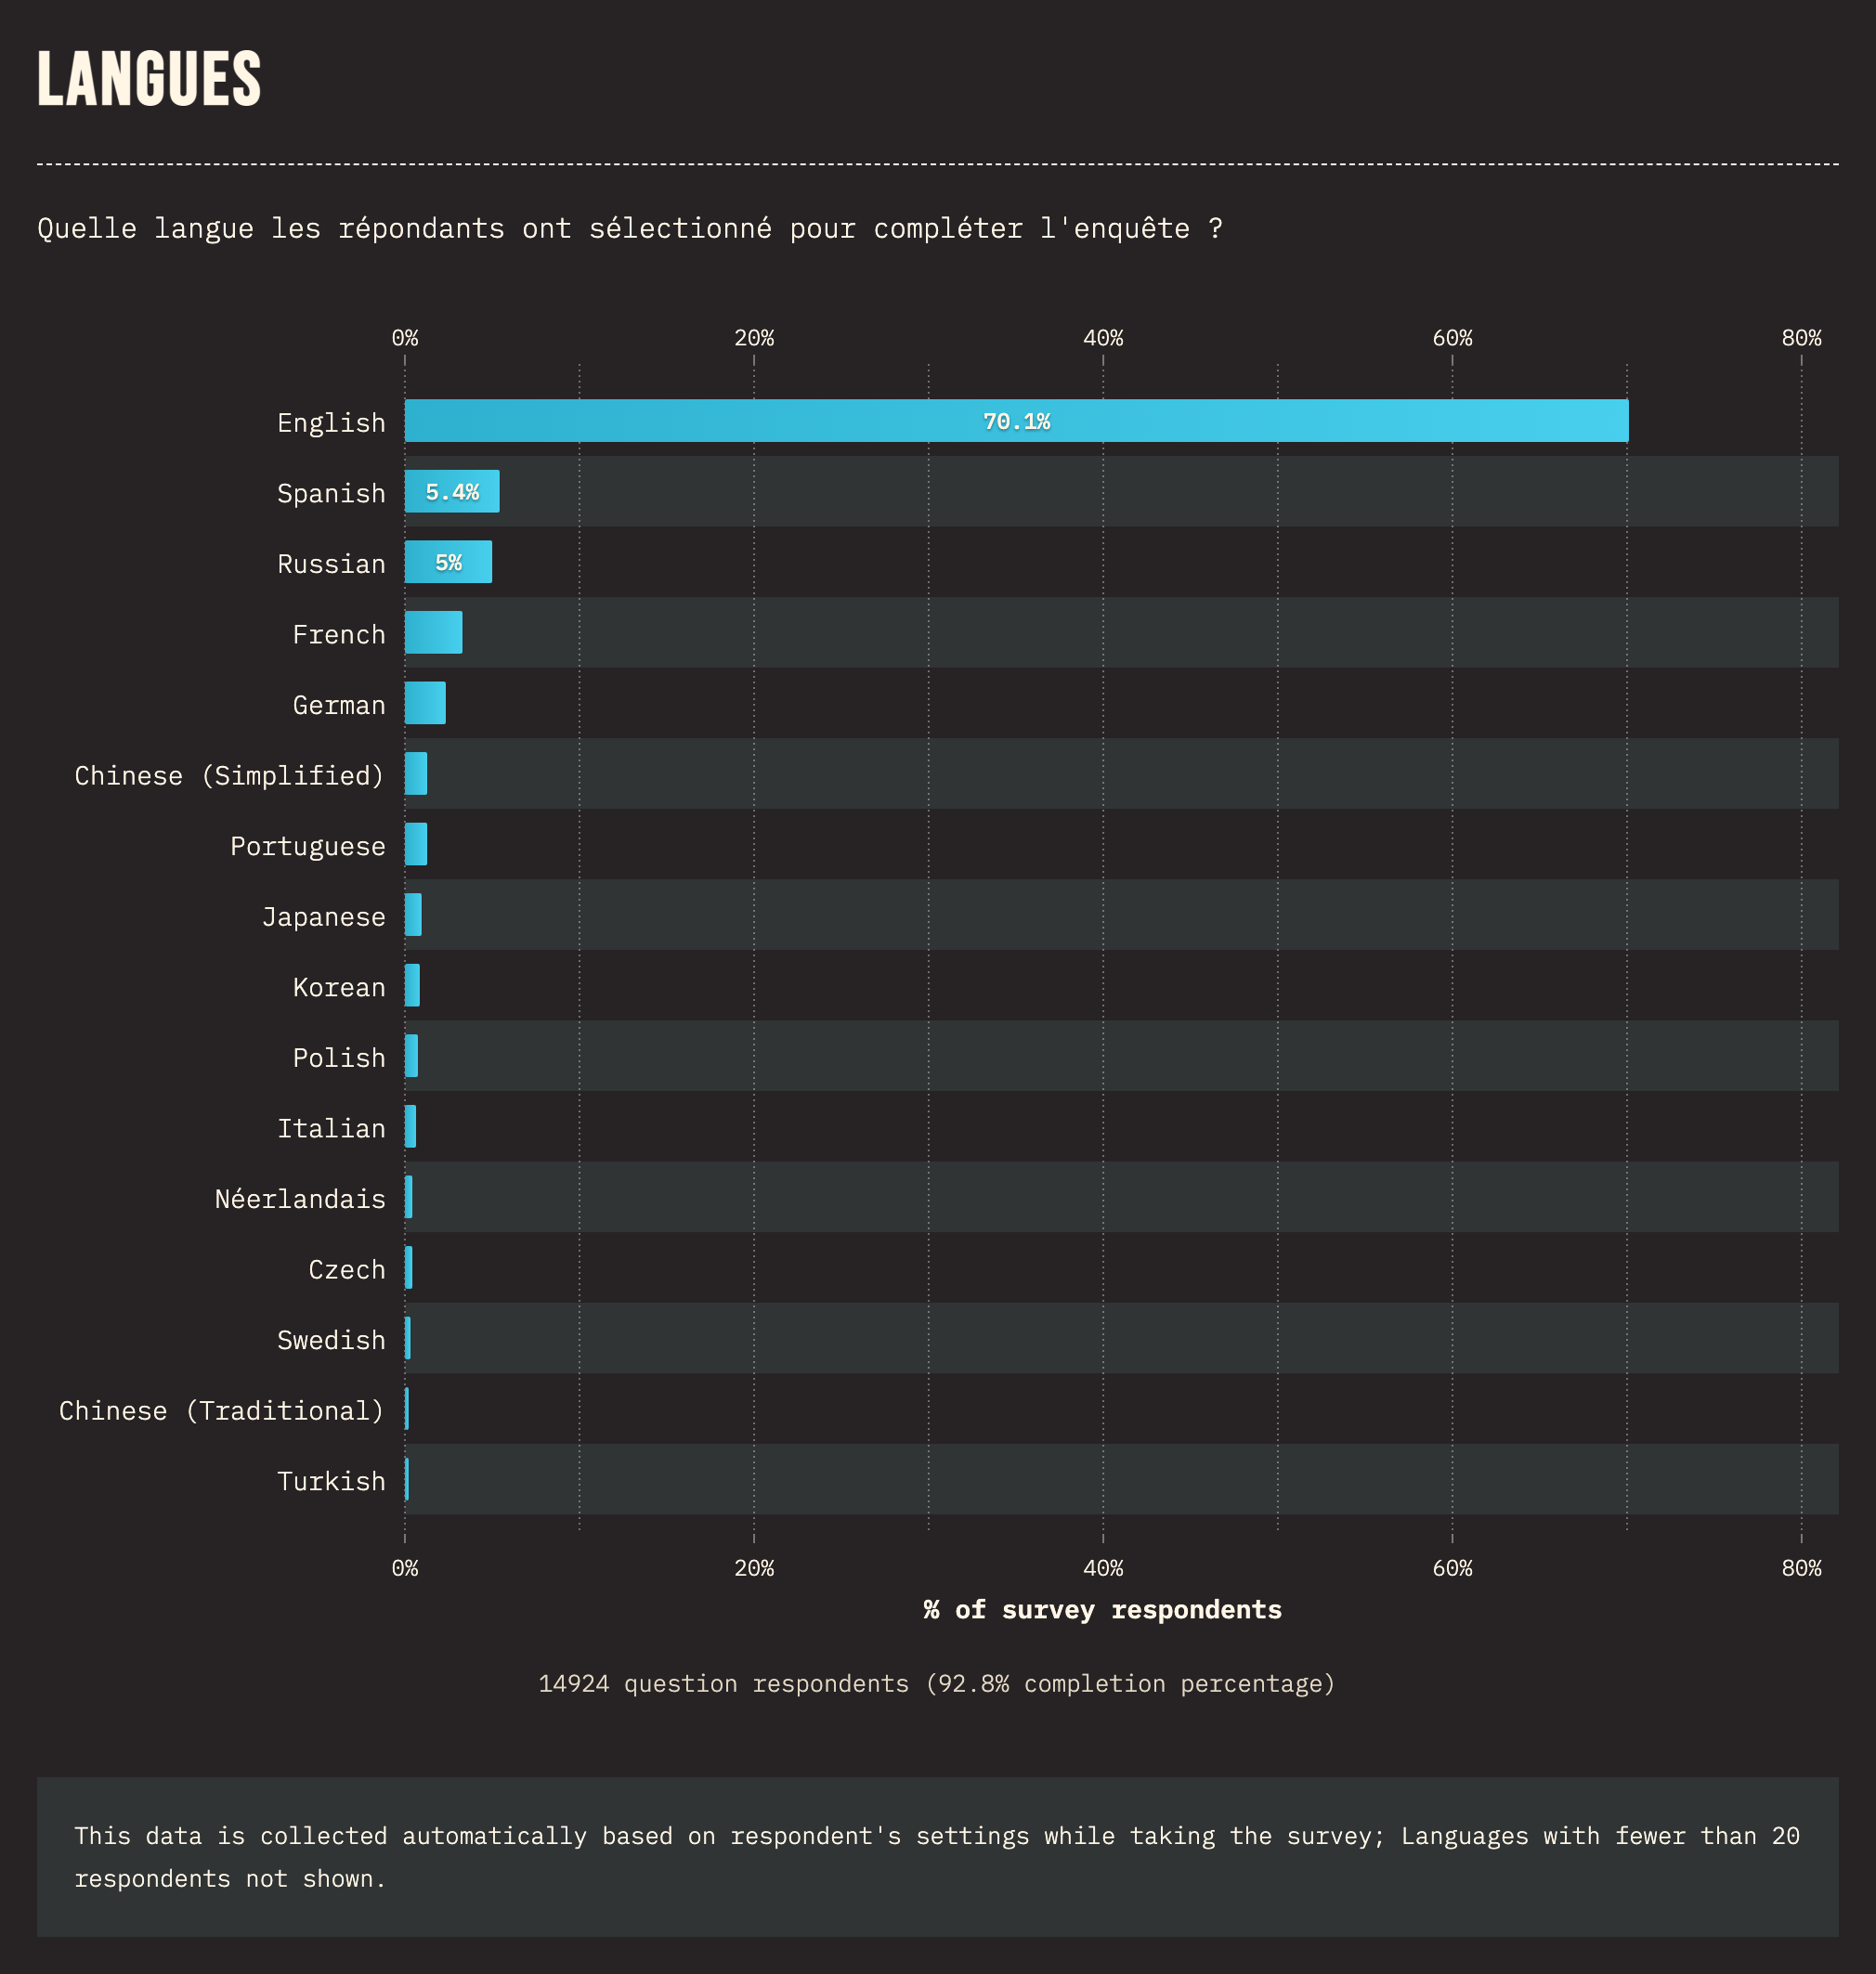 LANGUES
Quelle langue les répondants ont sélectionné pour compléter l'enquête ?
0% 20% 40% 60% 80%
English 70.1%
Spanish 5.4%
Russian 5%
French
German
Chinese (Simplified)
Portuguese
Japanese
Korean
Polish
Italian
Néerlandais
Czech
Swedish
Chinese (Traditional)
Turkish
0% 20% 40% 60% 80%
% of survey respondents
14924 question respondents (92.8% completion percentage)
This data is collected automatically based on respondent's settings while taking the survey; Languages with fewer than 20
respondents not shown.